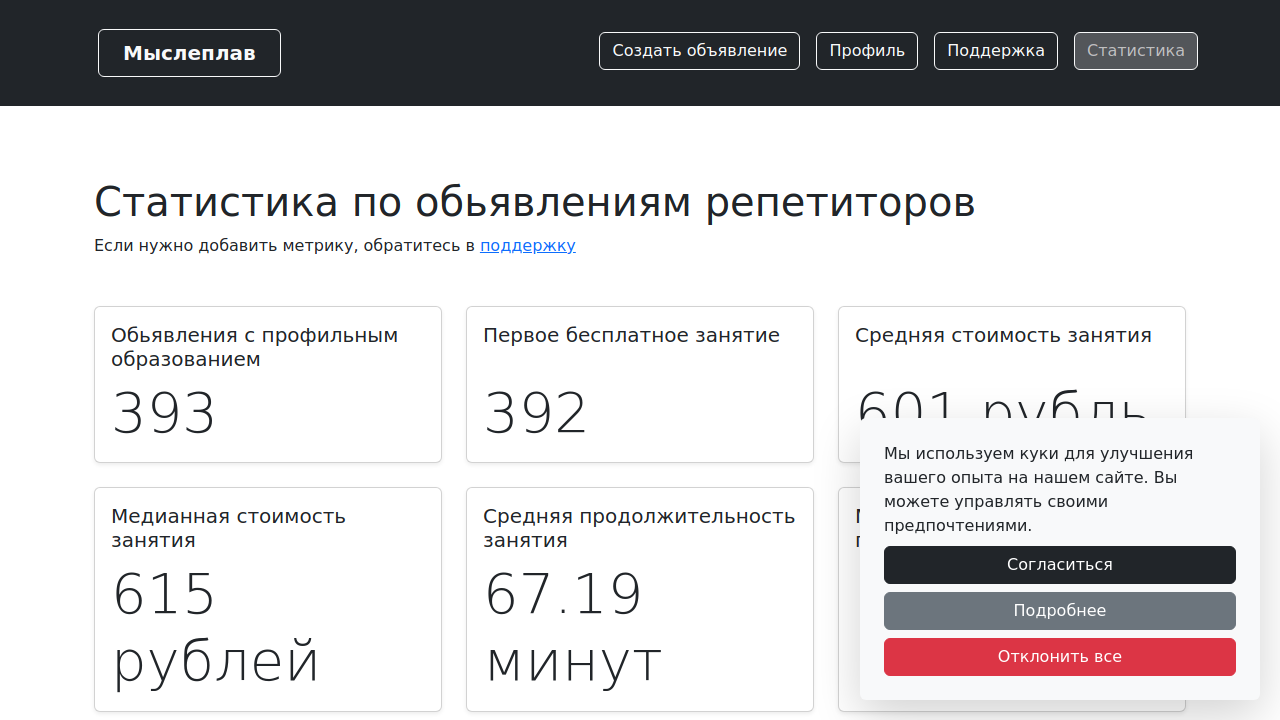 Мыслеплав
Создать объявление
Профиль
Поддержка
Статистика
Статистика по обьявлениям репетиторов
Если нужно добавить метрику, обратитесь в поддержку
Обьявления с профильным
образованием
393
Первое бесплатное занятие
392
Средняя стоимость занятия
601 рубль
Медианная стоимость
занятия
615
рублей
Средняя продолжительность
занятия
67.19
минут
Мы используем куки для улучшения
вашего опыта на нашем сайте. Вы
можете управлять своими
предпочтениями.
Согласиться
Подробнее
Отклонить все